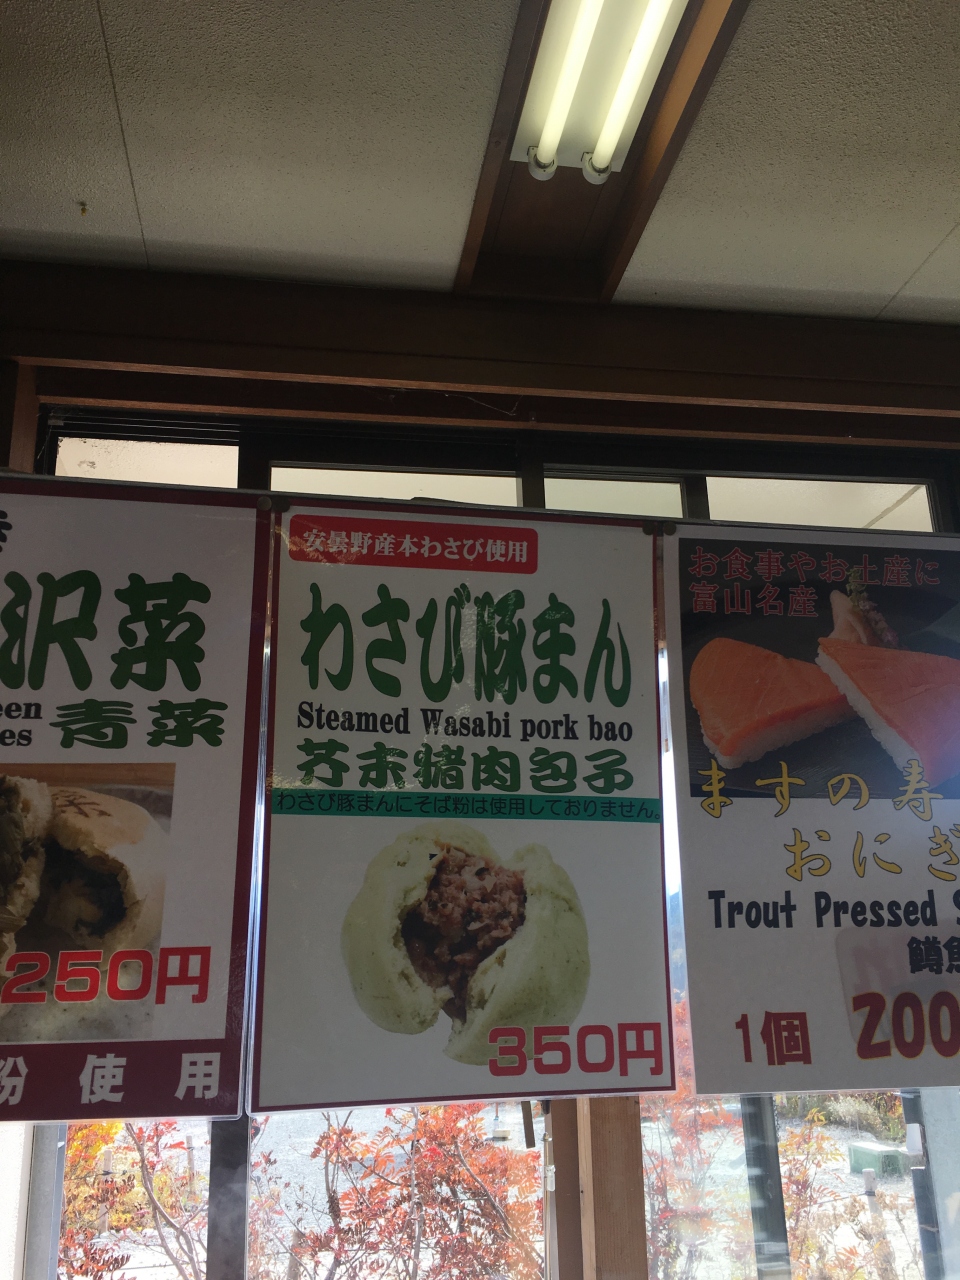 沢菜
een
es
青菜
250円
粉使用
安曇野産本わさび使用
わさび豚まん
Steamed Wasabi pork bao
芥末猪肉包子
わさび豚まんにそば粉は使用しておりません。
350円
お食事やお土産に
富山名産
ますの寿
おにぎ
Trout Pressed S
鱒魚
1個
200